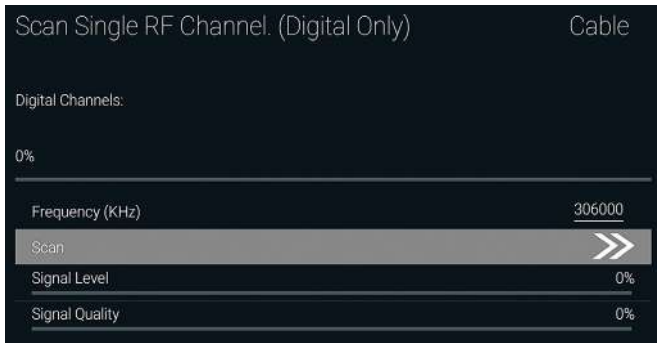 Scan Single RF Channel. (Digital Only) Cable
Digital Channels:
0%
Frequency (KHz) 306000
Scan
Signal Level 0%
Signal Quality 0%